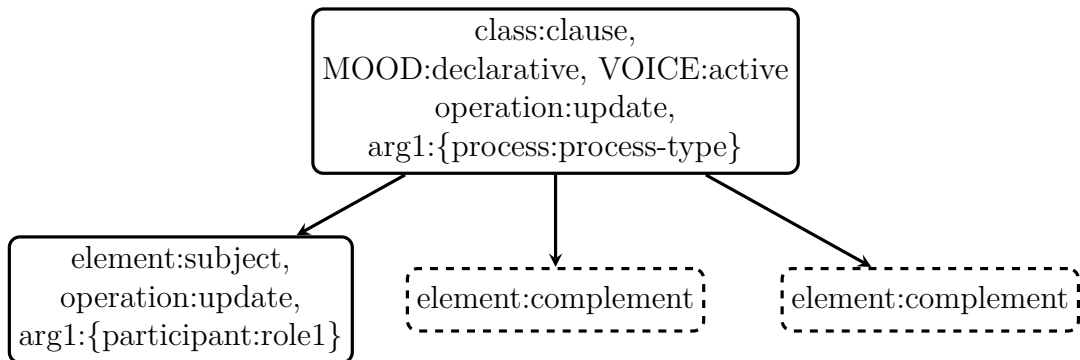 class:clause,
MOOD:declarative, VOICE:active
operation:update,
arg1:{process:process-type}
element:subject,
operation:update,
arg1:{participant:role1}
element:complement
element:complement